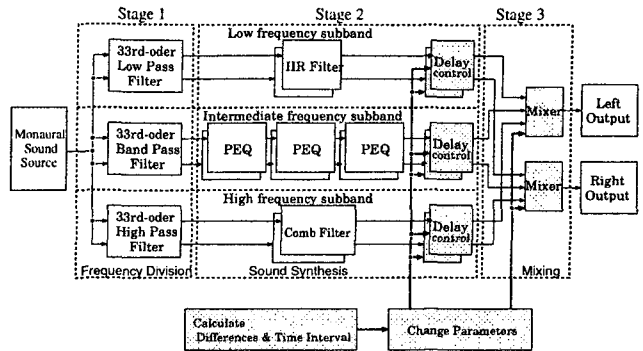 Stage 1
Stage 2
Stage 3
Low frequency subband
33rd-oder
Low Pass
Filter
IIR Filter
Delay
control
Intermediate frequency subband
Monaural
Sound
Source
33rd-oder
Band Pass
Filter
PEQ
PEQ
PEQ
Delay
control
Mixer
Left
Output
High frequency subband
33rd-oder
High Pass
Filter
Comb Filter
Delay
control
Mixer
Right
Output
Frequency Division
Sound Synthesis
Mixing
Calculate
Differences & Time Interval
Change Parameters